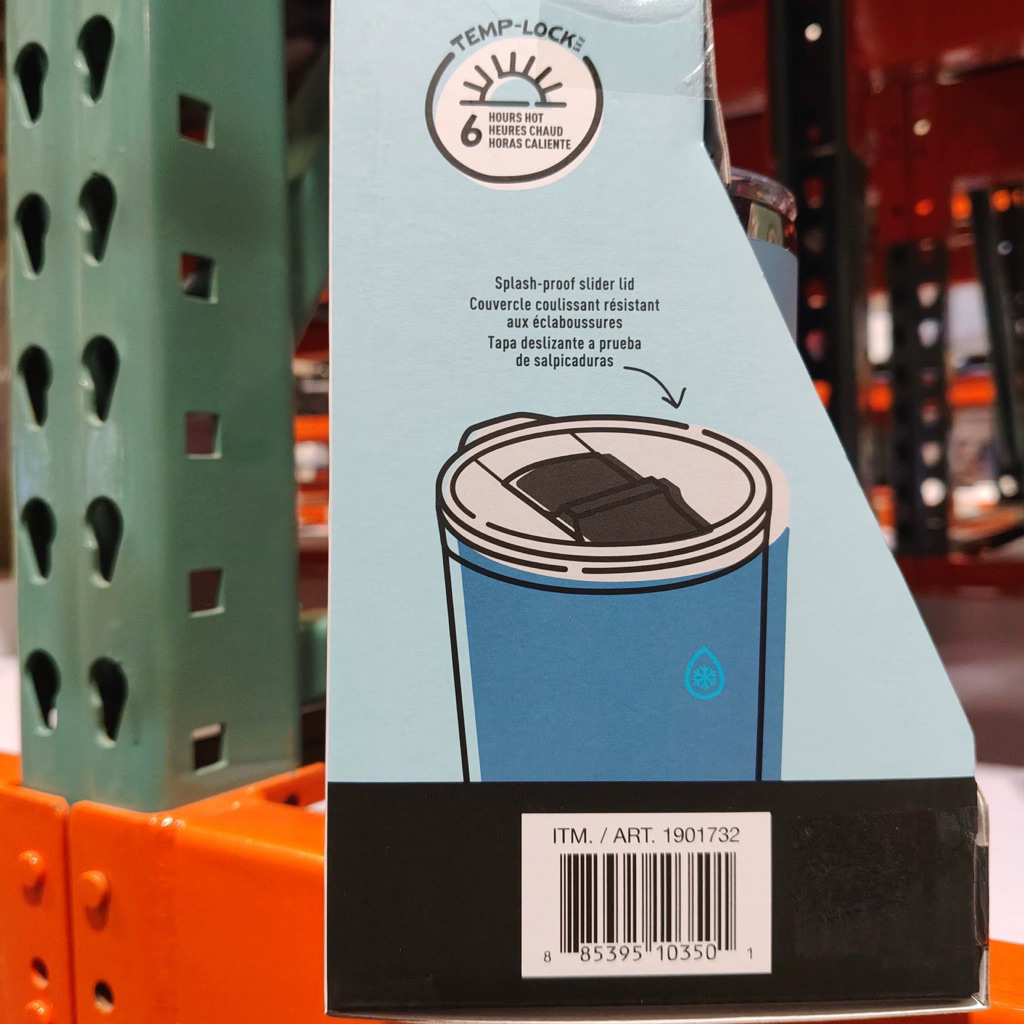 TEMP-LOCK
6
HOURS HOT
HEURES CHAUD
HORAS CALIENTE
Splash-proof slider lid
Couvercle coulissant résistant
aux éclaboussures
Tapa deslizante a prueba
de salpicaduras
ITM. / ART. 1901732
8 85395 10350 1